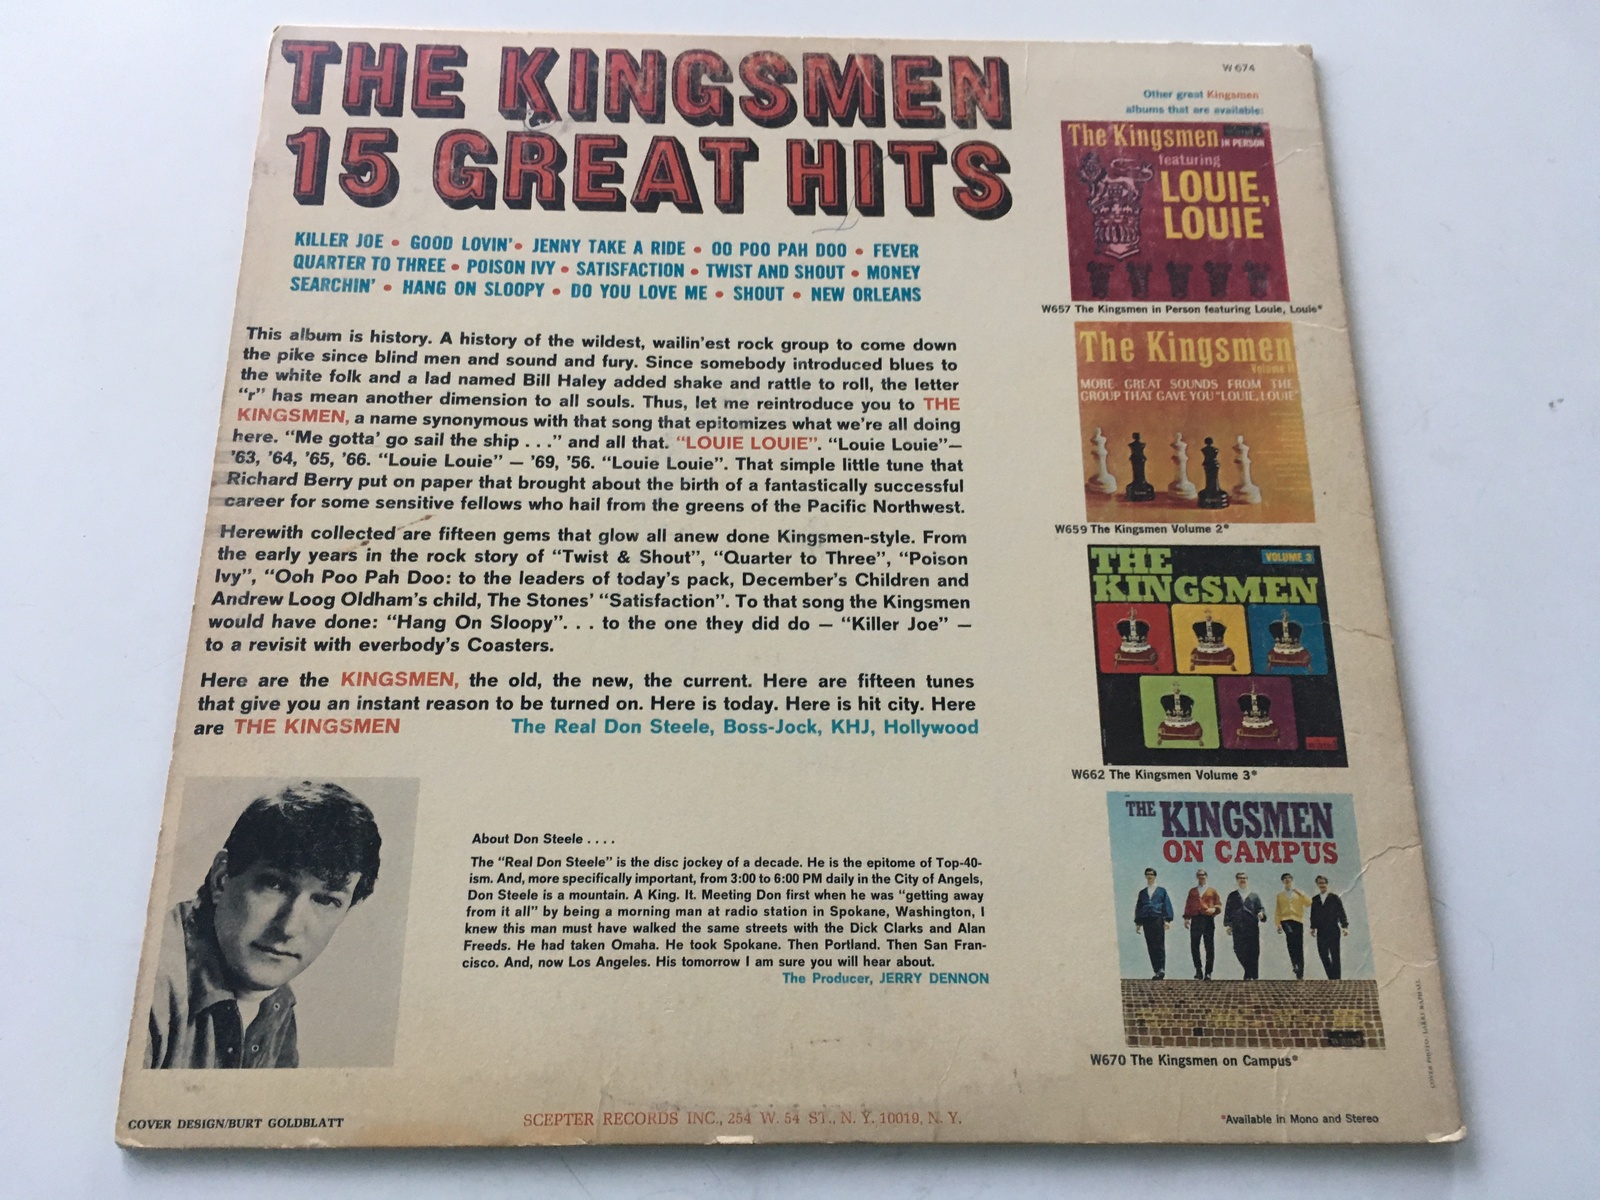 THE KINGSMEN
15 GREAT HITS
KILLER JOE • GOOD LOVIN' • JENNY TAKE A RIDE • OO POO PAH DOO • FEVER
QUARTER TO THREE • POISON IVY • SATISFACTION • TWIST AND SHOUT • MONEY
SEARCHIN' • HANG ON SLOOPY • DO YOU LOVE ME • SHOUT • NEW ORLEANS
This album is history. A history of the wildest, wailin'est rock group to come down
the pike since blind men and sound and fury. Since somebody introduced blues to
the white folk and a lad named Bill Haley added shake and rattle to roll, the letter
“r” has mean another dimension to all souls. Thus, let me reintroduce you to THE
KINGSMEN, a name synonymous with that song that epitomizes what we're all doing
here. “Me gotta' go sail the ship . . .” and all that. “LOUIE LOUIE”. “Louie Louie”—
'63, '64, '65, '66. “Louie Louie” — '69, '56. “Louie Louie”. That simple little tune that
Richard Berry put on paper that brought about the birth of a fantastically successful
career for some sensitive fellows who hail from the greens of the Pacific Northwest.
Herewith collected are fifteen gems that glow all anew done Kingsmen-style. From
the early years in the rock story of “Twist & Shout”, “Quarter to Three”, “Poison
Ivy”, “Ooh Poo Pah Doo: to the leaders of today's pack, December's Children and
Andrew Loog Oldham's child, The Stones' “Satisfaction”. To that song the Kingsmen
would have done: “Hang On Sloopy”. . . to the one they did do — “Killer Joe” —
to a revisit with everbody's Coasters.
Here are the KINGSMEN, the old, the new, the current. Here are fifteen tunes
that give you an instant reason to be turned on. Here is today. Here is hit city. Here
are THE KINGSMEN
The Real Don Steele, Boss-Jock, KHJ, Hollywood
About Don Steele . . . .
The “Real Don Steele” is the disc jockey of a decade. He is the epitome of Top-40-
ism. And, more specifically important, from 3:00 to 6:00 PM daily in the City of Angels,
Don Steele is a mountain. A King. It. Meeting Don first when he was “getting away
from it all” by being a morning man at radio station in Spokane, Washington, I
knew this man must have walked the same streets with the Dick Clarks and Alan
Freeds. He had taken Omaha. He took Spokane. Then Portland. Then San Fran-
cisco. And, now Los Angeles. His tomorrow I am sure you will hear about.
The Producer, JERRY DENNON
COVER DESIGN/BURT GOLDBLATT
SCEPTER RECORDS INC., 254 W. 54 ST., N. Y. 10019, N. Y.
W 674
Other great Kingsmen
albums that are available:
The Kingsmen IN PERSON
featuring
LOUIE,
LOUIE
W657 The Kingsmen in Person featuring Louie, Louie*
The Kingsmen
Volume II
MORE GREAT SOUNDS FROM THE
GROUP THAT GAVE YOU “LOUIE, LOUIE”
W659 The Kingsmen Volume 2*
THE
KINGSMEN
VOLUME 3
W662 The Kingsmen Volume 3*
THE KINGSMEN
ON CAMPUS
W670 The Kingsmen on Campus*
*Available in Mono and Stereo
COVER PHOTO: LARRY RAPHAEL